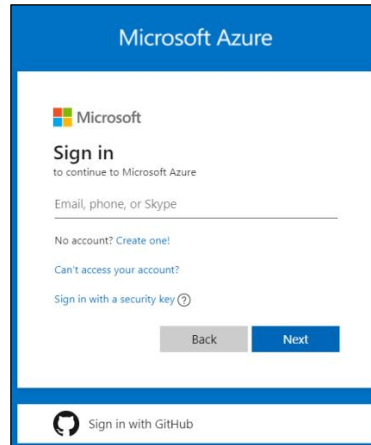 Microsoft Azure
Microsoft
Sign in
to continue to Microsoft Azure
Email, phone, or Skype
No account? Create one!
Can't access your account?
Sign in with a security key ?
Back
Next
Sign in with GitHub